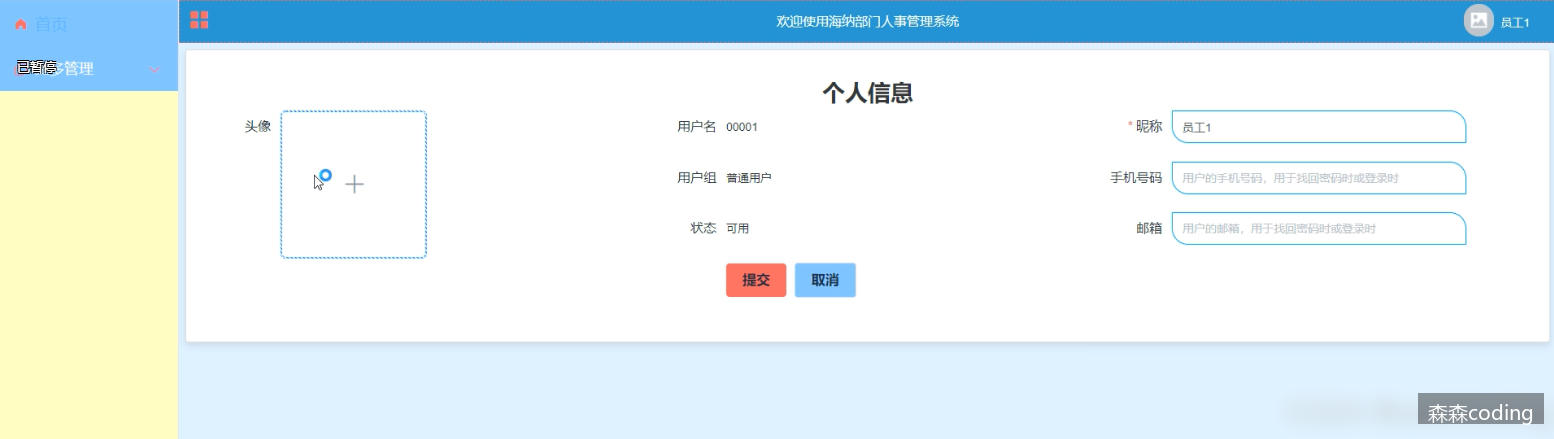 首页
欢迎使用海纳部门人事管理系统
员工1
已暂停
管理
个人信息
头像
用户名 00001
* 昵称 员工1
用户组 普通用户
手机号码 用户的手机号码，用于找回密码时或登录时
状态 可用
邮箱 用户的邮箱，用于找回密码时或登录时
提交 取消
森森coding